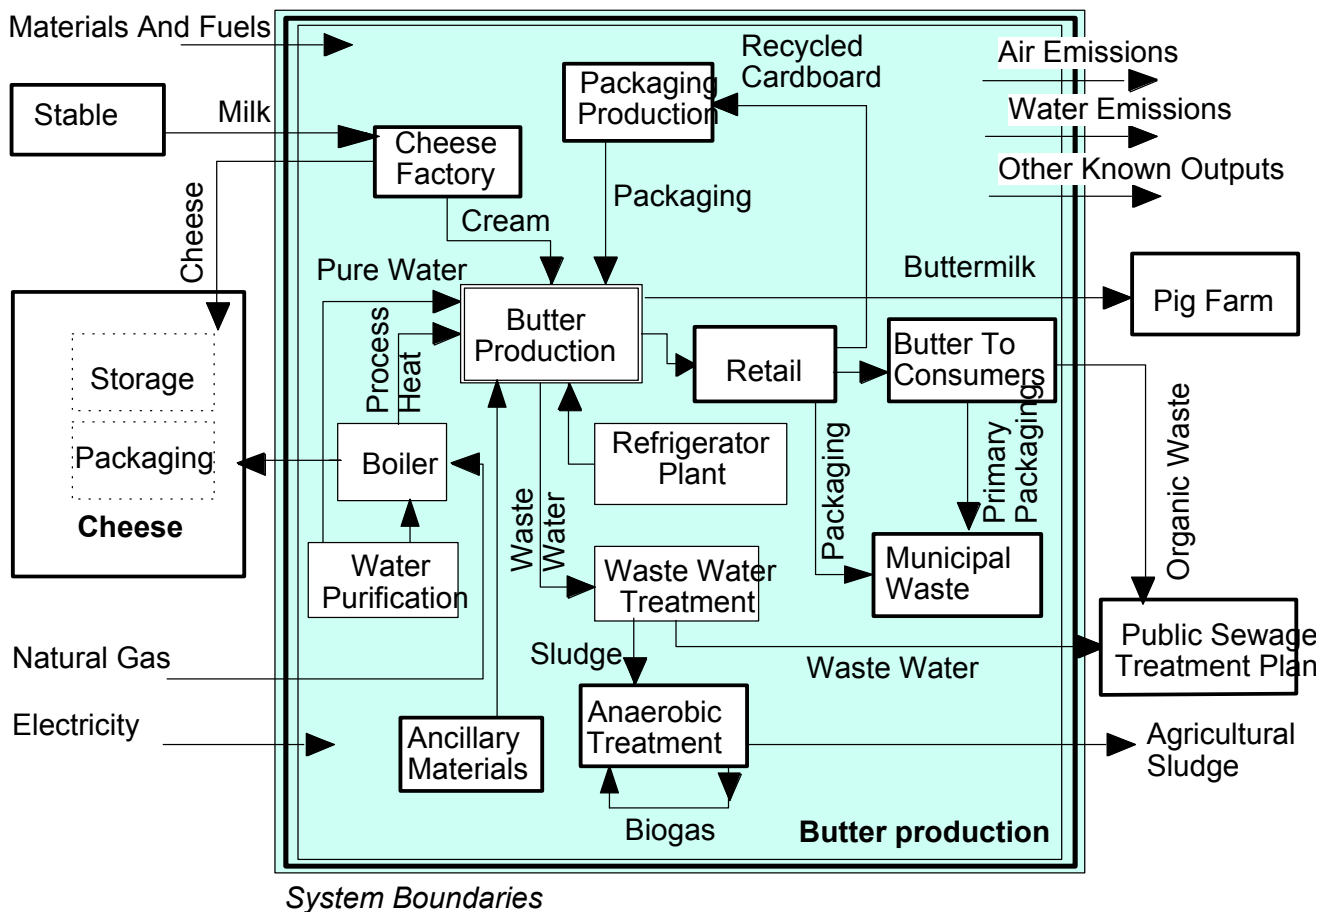 Materials And Fuels
Recycled
Cardboard
Air Emissions
Packaging
Production
Stable
Milk
Water Emissions
Cheese
Factory
Other Known Outputs
Packaging
Cream
Cheese
Pure Water
Buttermilk
Pig Farm
Butter
Production
Process
Heat
Retail
Butter To
Consumers
Storage
Packaging
Cheese
Boiler
Refrigerator
Plant
Waste
Water
Packaging
Primary
Packaging
Organic Waste
Water
Purification
Waste Water
Treatment
Municipal
Waste
Natural Gas
Sludge
Waste Water
Public Sewage
Treatment Plan
Electricity
Ancillary
Materials
Anaerobic
Treatment
Agricultural
Sludge
Biogas
Butter production
System Boundaries